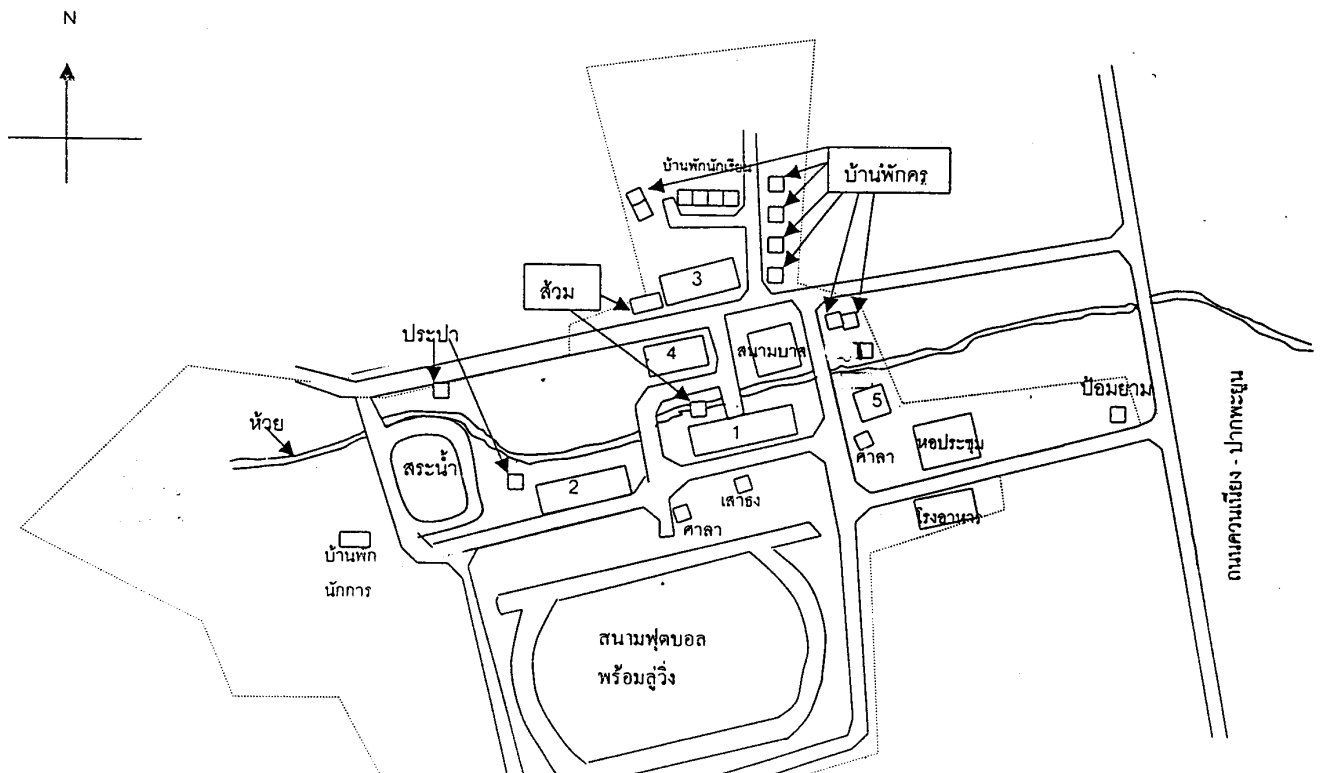 N
บ้านพักนักเรียน
บ้านพักครู
3
ส้วม
ประปา
4
สนามบาส
ป้อมยาม
5
ห้วย
1
หอประชุม
ศาลา
สระน้ำ
2
เสาธง
ศาลา
โรงอาหาร
บ้านพัก
นักการ
สนามฟุตบอล
พร้อมลู่วิ่ง
ถนนควนเนียง - ปากพะยูน